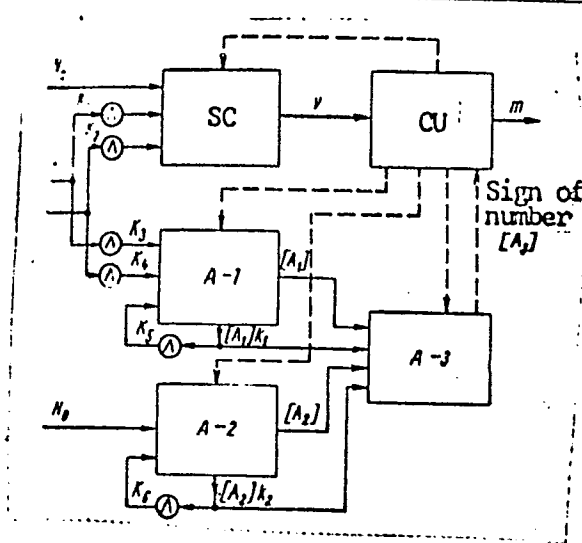 SC
V
CU
m
Sign of
number
[A₃]
K₃
K₄
A-1
[A₁]
K₅
[A₁]k₁
A-3
N₀
A-2
[A₂]
K₆
[A₂]k₂